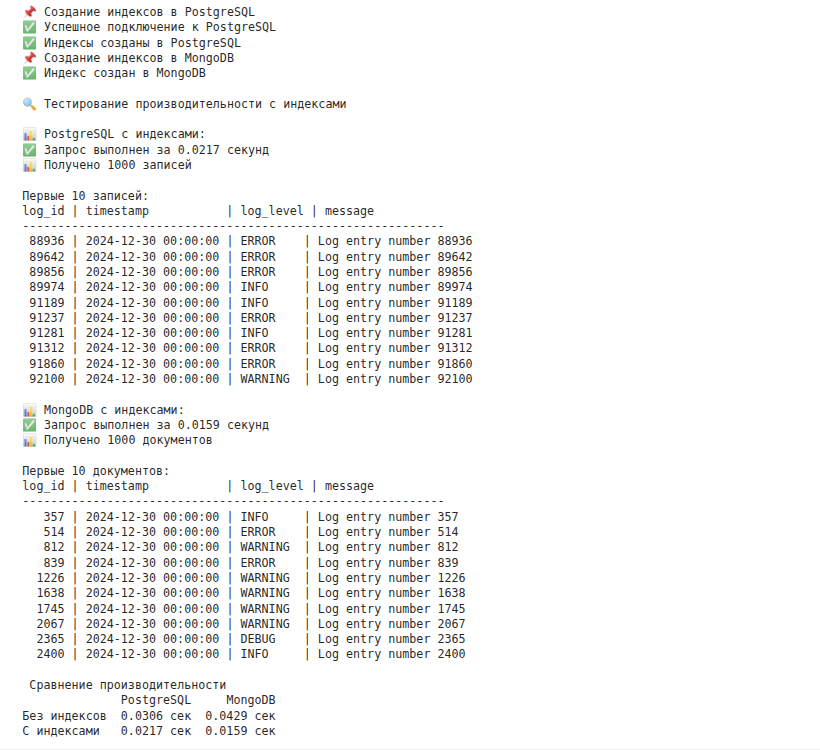 📌 Создание индексов в PostgreSQL
✅ Успешное подключение к PostgreSQL
✅ Индексы созданы в PostgreSQL
📌 Создание индексов в MongoDB
✅ Индекс создан в MongoDB
🔍 Тестирование производительности с индексами
📊 PostgreSQL с индексами:
✅ Запрос выполнен за 0.0217 секунд
📊 Получено 1000 записей
Первые 10 записей:
log_id | timestamp           | log_level | message
------------------------------------------------------------
 88936 | 2024-12-30 00:00:00 | ERROR    | Log entry number 88936
 89642 | 2024-12-30 00:00:00 | ERROR    | Log entry number 89642
 89856 | 2024-12-30 00:00:00 | ERROR    | Log entry number 89856
 89974 | 2024-12-30 00:00:00 | INFO     | Log entry number 89974
 91189 | 2024-12-30 00:00:00 | INFO     | Log entry number 91189
 91237 | 2024-12-30 00:00:00 | ERROR    | Log entry number 91237
 91281 | 2024-12-30 00:00:00 | INFO     | Log entry number 91281
 91312 | 2024-12-30 00:00:00 | ERROR    | Log entry number 91312
 91860 | 2024-12-30 00:00:00 | ERROR    | Log entry number 91860
 92100 | 2024-12-30 00:00:00 | WARNING  | Log entry number 92100
📊 MongoDB с индексами:
✅ Запрос выполнен за 0.0159 секунд
📊 Получено 1000 документов
Первые 10 документов:
log_id | timestamp           | log_level | message
------------------------------------------------------------
   357 | 2024-12-30 00:00:00 | INFO     | Log entry number 357
   514 | 2024-12-30 00:00:00 | ERROR    | Log entry number 514
   812 | 2024-12-30 00:00:00 | WARNING  | Log entry number 812
   839 | 2024-12-30 00:00:00 | ERROR    | Log entry number 839
  1226 | 2024-12-30 00:00:00 | WARNING  | Log entry number 1226
  1638 | 2024-12-30 00:00:00 | WARNING  | Log entry number 1638
  1745 | 2024-12-30 00:00:00 | WARNING  | Log entry number 1745
  2067 | 2024-12-30 00:00:00 | WARNING  | Log entry number 2067
  2365 | 2024-12-30 00:00:00 | DEBUG    | Log entry number 2365
  2400 | 2024-12-30 00:00:00 | INFO     | Log entry number 2400
 Сравнение производительности
              PostgreSQL     MongoDB
Без индексов  0.0306 сек  0.0429 сек
С индексами   0.0217 сек  0.0159 сек